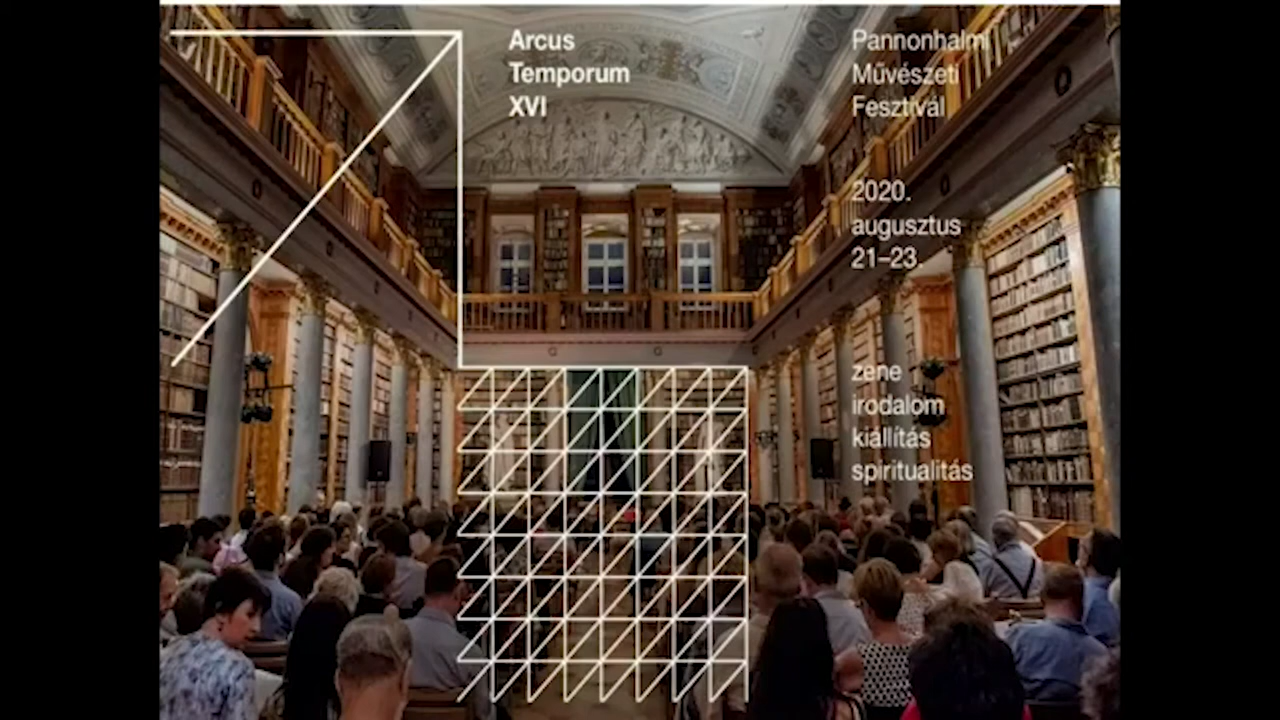 Arcus
Temporum
XVI
Pannonhalmi
Művészeti
Fesztivál
2020.
augusztus
21–23.
zene
irodalom
kiállítás
spiritualitás